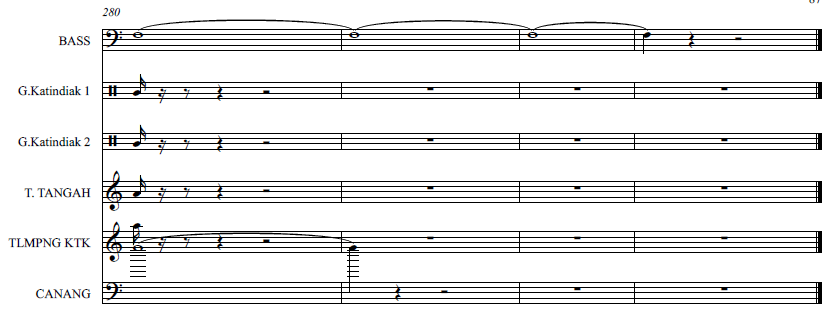 280
BASS
G.Katindiak 1
G.Katindiak 2
T. TANGAH
TLMPNG KTK
CANANG